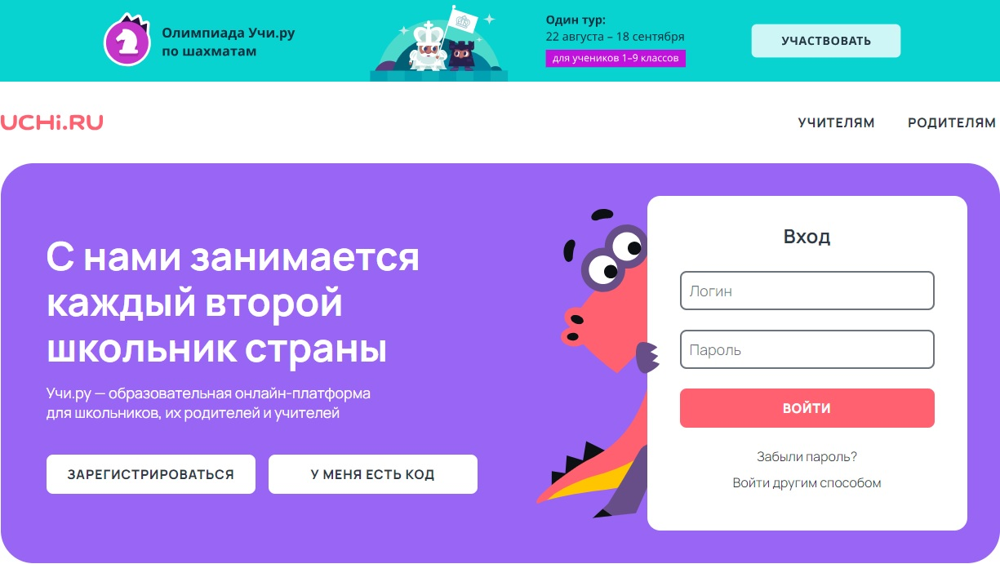 Олимпиада Учи.ру
по шахматам
Один тур:
22 августа – 18 сентября
для учеников 1–9 классов
УЧАСТВОВАТЬ
UCHi.RU
УЧИТЕЛЯМ
РОДИТЕЛЯМ
С нами занимается
каждый второй
школьник страны
Учи.ру — образовательная онлайн-платформа
для школьников, их родителей и учителей
ЗАРЕГИСТРИРОВАТЬСЯ
У МЕНЯ ЕСТЬ КОД
Вход
Логин
Пароль
ВОЙТИ
Забыли пароль?
Войти другим способом